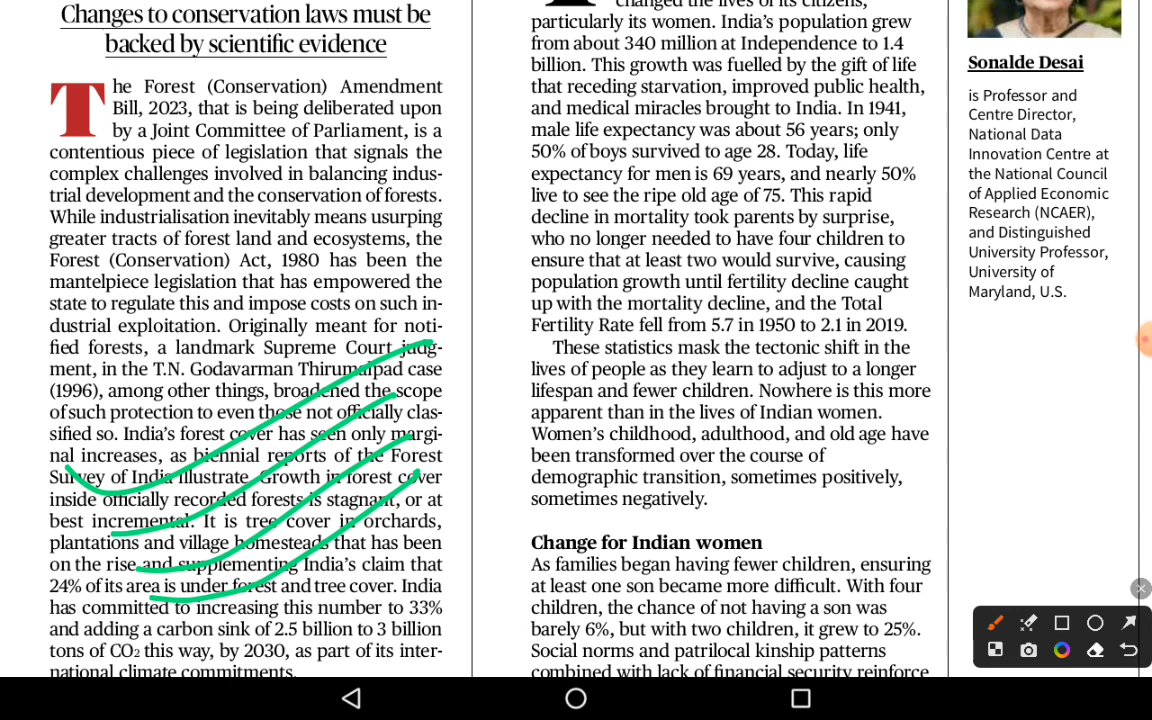 Changes to conservation laws must be
backed by scientific evidence
The Forest (Conservation) Amendment
Bill, 2023, that is being deliberated upon
by a Joint Committee of Parliament, is a
contentious piece of legislation that signals the
complex challenges involved in balancing indus-
trial development and the conservation of forests.
While industrialisation inevitably means usurping
greater tracts of forest land and ecosystems, the
Forest (Conservation) Act, 1980 has been the
mantelpiece legislation that has empowered the
state to regulate this and impose costs on such in-
dustrial exploitation. Originally meant for noti-
fied forests, a landmark Supreme Court judg-
ment, in the T.N. Godavarman Thirumalpad case
(1996), among other things, broadened the scope
of such protection to even those not officially clas-
sified so. India's forest cover has seen only margi-
nal increases, as biennial reports of the Forest
Survey of India illustrate. Growth in forest cover
inside officially recorded forests is stagnant, or at
best incremental. It is tree cover in orchards,
plantations and village homesteads that has been
on the rise and supplementing India's claim that
24% of its area is under forest and tree cover. India
has committed to increasing this number to 33%
and adding a carbon sink of 2.5 billion to 3 billion
tons of CO₂ this way, by 2030, as part of its inter-
national climate commitments.
changed the lives of its citizens,
particularly its women. India's population grew
from about 340 million at Independence to 1.4
billion. This growth was fuelled by the gift of life
that receding starvation, improved public health,
and medical miracles brought to India. In 1941,
male life expectancy was about 56 years; only
50% of boys survived to age 28. Today, life
expectancy for men is 69 years, and nearly 50%
live to see the ripe old age of 75. This rapid
decline in mortality took parents by surprise,
who no longer needed to have four children to
ensure that at least two would survive, causing
population growth until fertility decline caught
up with the mortality decline, and the Total
Fertility Rate fell from 5.7 in 1950 to 2.1 in 2019.
These statistics mask the tectonic shift in the
lives of people as they learn to adjust to a longer
lifespan and fewer children. Nowhere is this more
apparent than in the lives of Indian women.
Women's childhood, adulthood, and old age have
been transformed over the course of
demographic transition, sometimes positively,
sometimes negatively.
Change for Indian women
As families began having fewer children, ensuring
at least one son became more difficult. With four
children, the chance of not having a son was
barely 6%, but with two children, it grew to 25%.
Social norms and patrilocal kinship patterns
combined with lack of financial security reinforce
Sonalde Desai
is Professor and
Centre Director,
National Data
Innovation Centre at
the National Council
of Applied Economic
Research (NCAER),
and Distinguished
University Professor,
University of
Maryland, U.S.